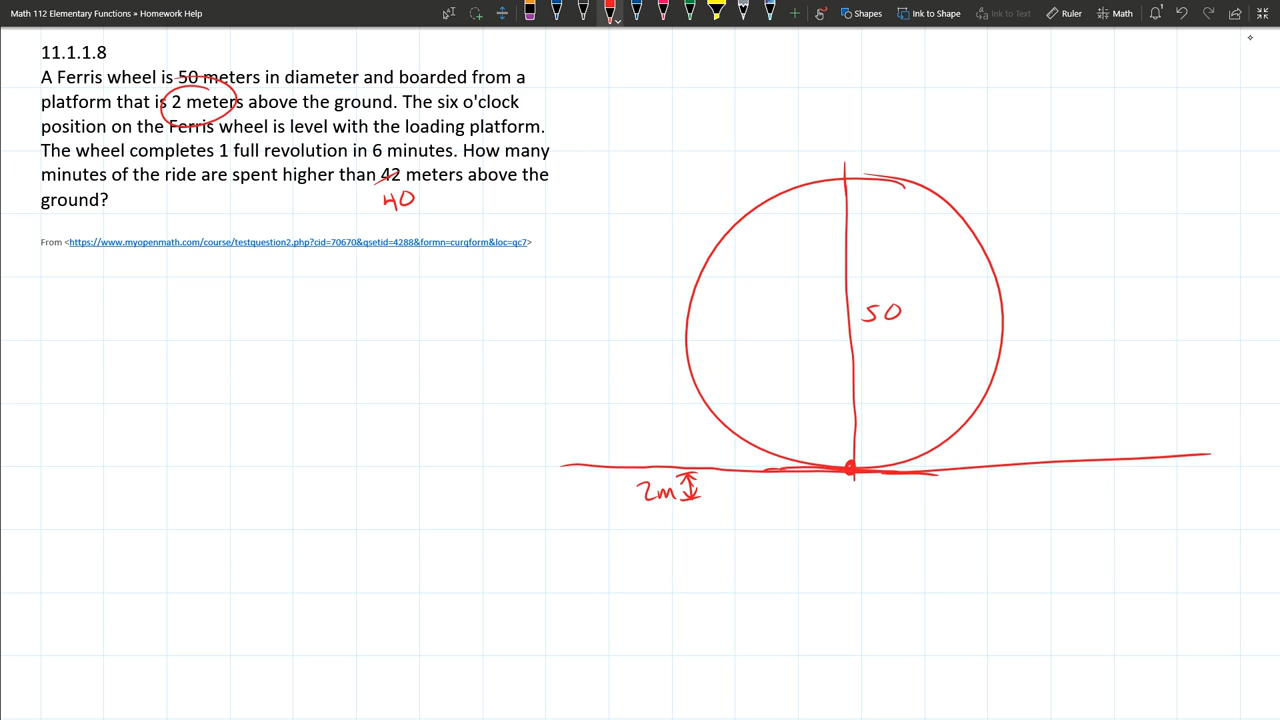 Math 112 Elementary Functions » Homework Help
Shapes
Ink to Shape
Ink to Text
Ruler
Math
11.1.1.8
A Ferris wheel is 50 meters in diameter and boarded from a
platform that is 2 meters above the ground. The six o'clock
position on the Ferris wheel is level with the loading platform.
The wheel completes 1 full revolution in 6 minutes. How many
minutes of the ride are spent higher than 42 meters above the
40
ground?
From <https://www.myopenmath.com/course/testquestion2.php?cid=70670&qsetid=4288&formn=curqform&loc=qc7>
50
2m